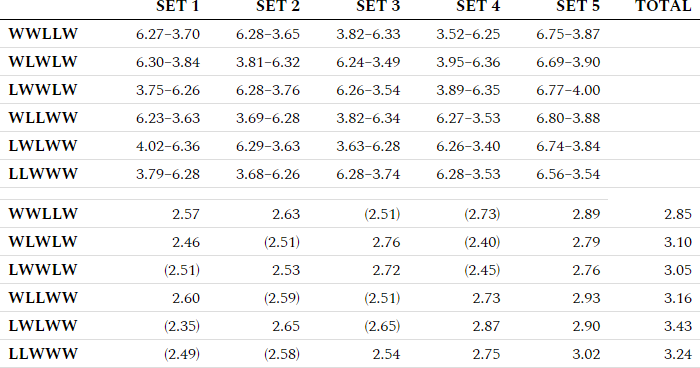 SET 1 SET 2 SET 3 SET 4 SET 5 TOTAL
WWLLW 6.27–3.70 6.28–3.65 3.82–6.33 3.52–6.25 6.75–3.87
WLWLW 6.30–3.84 3.81–6.32 6.24–3.49 3.95–6.36 6.69–3.90
LWWLW 3.75–6.26 6.28–3.76 6.26–3.54 3.89–6.35 6.77–4.00
WLLWW 6.23–3.63 3.69–6.28 3.82–6.34 6.27–3.53 6.80–3.88
LWLWW 4.02–6.36 6.29–3.63 3.63–6.28 6.26–3.40 6.74–3.84
LLWWW 3.79–6.28 3.68–6.26 6.28–3.74 6.28–3.53 6.56–3.54
WWLLW 2.57 2.63 (2.51) (2.73) 2.89 2.85
WLWLW 2.46 (2.51) 2.76 (2.40) 2.79 3.10
LWWLW (2.51) 2.53 2.72 (2.45) 2.76 3.05
WLLWW 2.60 (2.59) (2.51) 2.73 2.93 3.16
LWLWW (2.35) 2.65 (2.65) 2.87 2.90 3.43
LLWWW (2.49) (2.58) 2.54 2.75 3.02 3.24